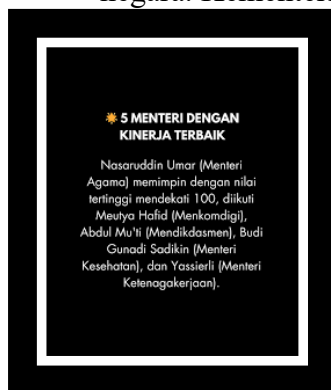 5 MENTERI DENGAN
KINERJA TERBAIK
Nasaruddin Umar (Menteri
Agama) memimpin dengan nilai
tertinggi mendekati 100, diikuti
Meutya Hafid (Menkomdigi),
Abdul Mu'ti (Mendikdasmen), Budi
Gunadi Sadikin (Menteri
Kesehatan), dan Yassierli (Menteri
Ketenagakerjaan).